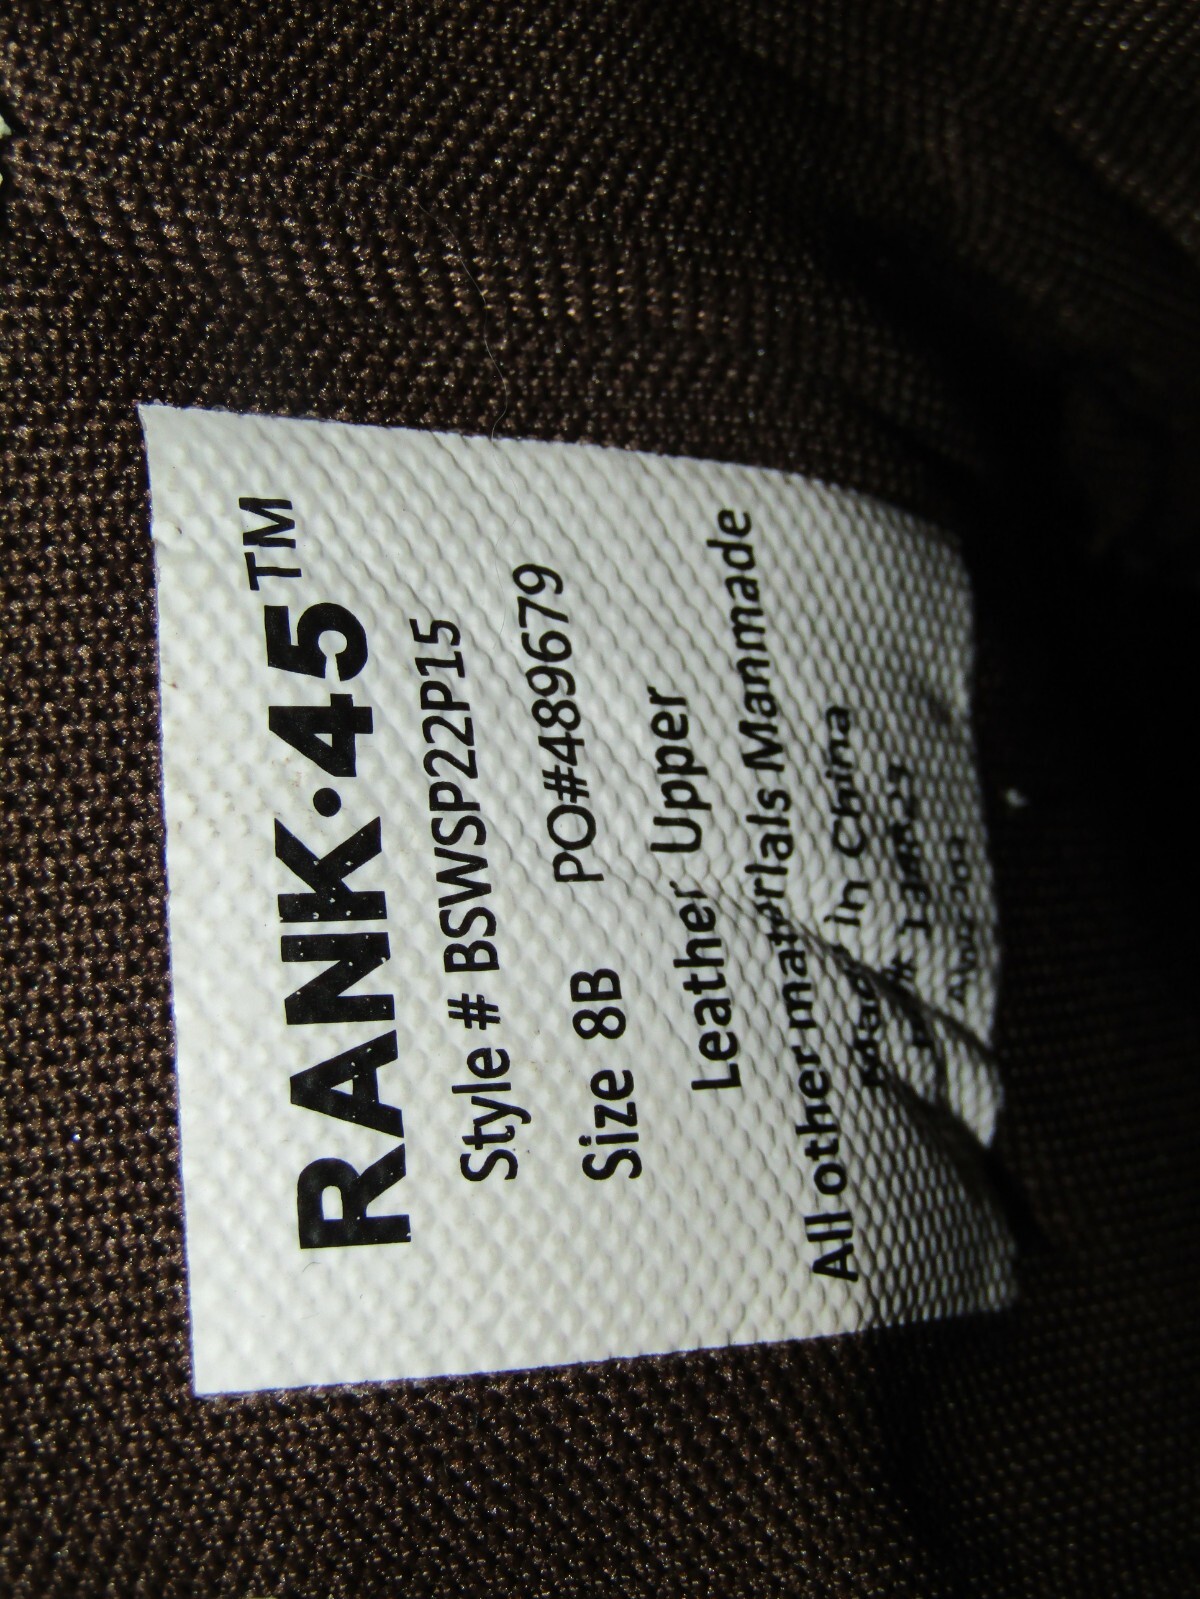 RANK·45™
Style # BSWSP22P15
Size 8B PO#489679
Leather Upper
All other materials Manmade
Made in China